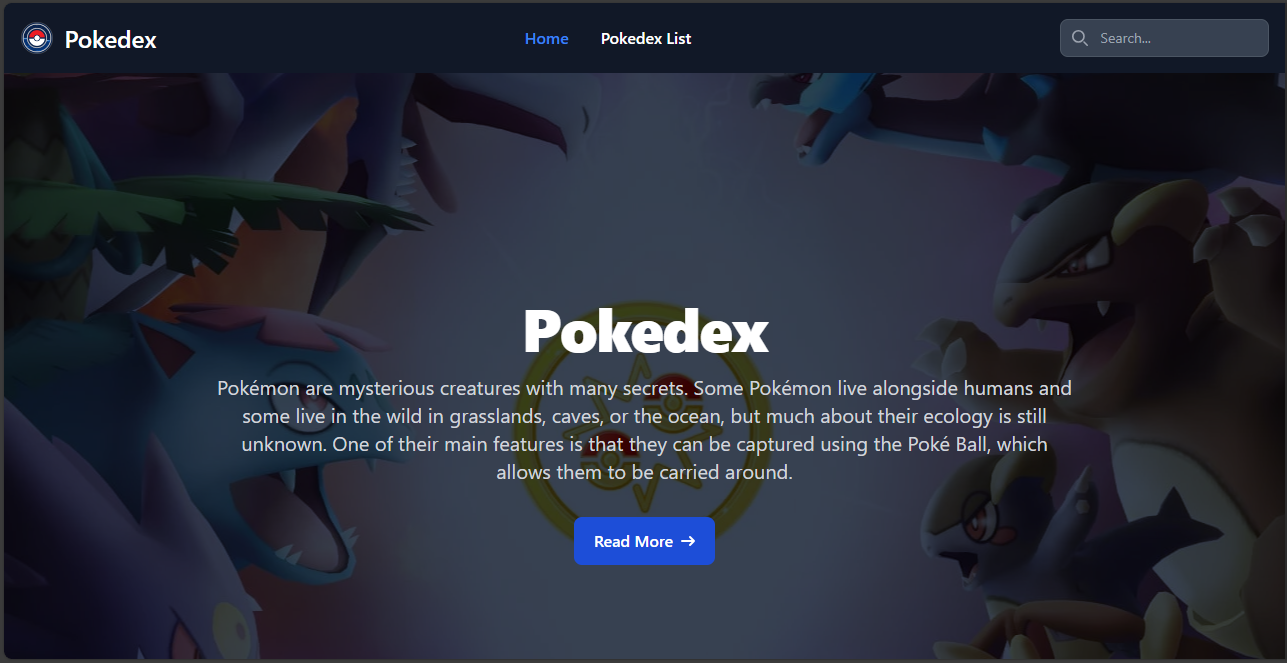 Pokedex
Home
Pokedex List
Search...
Pokedex
Pokémon are mysterious creatures with many secrets. Some Pokémon live alongside humans and
some live in the wild in grasslands, caves, or the ocean, but much about their ecology is still
unknown. One of their main features is that they can be captured using the Poké Ball, which
allows them to be carried around.
Read More →